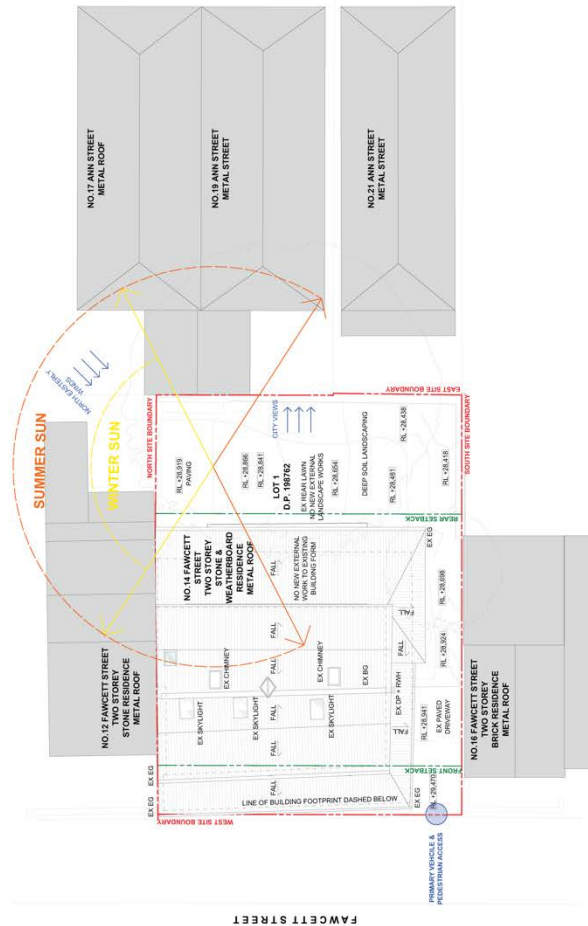 NO.17 ANN STREET
METAL ROOF
NO.19 ANN STREET
METAL STREET
NO.21 ANN STREET
METAL STREET
SUMMER SUN
WINTER SUN
NORTH EASTERLY
WINDS
NORTH SITE BOUNDARY
EAST SITE BOUNDARY
SOUTH SITE BOUNDARY
WEST SITE BOUNDARY
RL +28,919
PAVING
RL +28,866
RL +28,841
LOT 1
D.P. 198762
CITY VIEWS
EX REAR LAWN
NO NEW EXTERNAL
LANDSCAPE WORKS
RL +28,654
DEEP SOIL LANDSCAPING
RL +28,481
RL +28,438
RL +28,418
REAR SETBACK
NO.12 FAWCETT STREET
TWO STOREY
STONE RESIDENCE
METAL ROOF
NO.14 FAWCETT
STREET
TWO STOREY
STONE &
WEATHERBOARD
RESIDENCE
METAL ROOF
FALL
NO NEW EXTERNAL
WORK TO EXISTING
BUILDING FORM
EX EG
FALL
RL +28,698
EX CHIMNEY
FALL
FALL
EX CHIMNEY
FALL
RL +28,924
EX SKYLIGHT
EX SKYLIGHT
EX SKYLIGHT
FALL
FALL
FALL
EX BG
EX DP + RWH
FALL
RL +28,941
EX PAVED
DRIVEWAY
NO.16 FAWCETT STREET
TWO STOREY
BRICK RESIDENCE
METAL ROOF
FRONT SETBACK
EX EG
EX EG
FALL
LINE OF BUILDING FOOTPRINT DASHED BELOW
EX EG
RL +29,470
PRIMARY VEHCILE &
PEDESTRIAN ACCESS
FAWCETT STREET